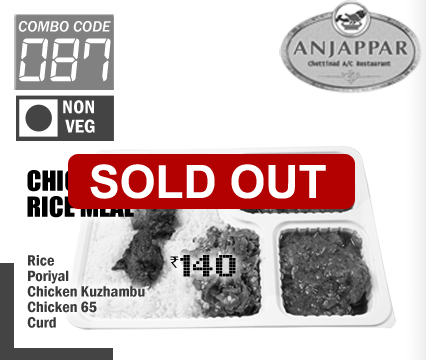 COMBO CODE
087
NON
VEG
ANJAPPAR
Chettinad A/C Restaurant
SOLD OUT
RICE MEAL
₹140
Rice
Poriyal
Chicken Kuzhambu
Chicken 65
Curd